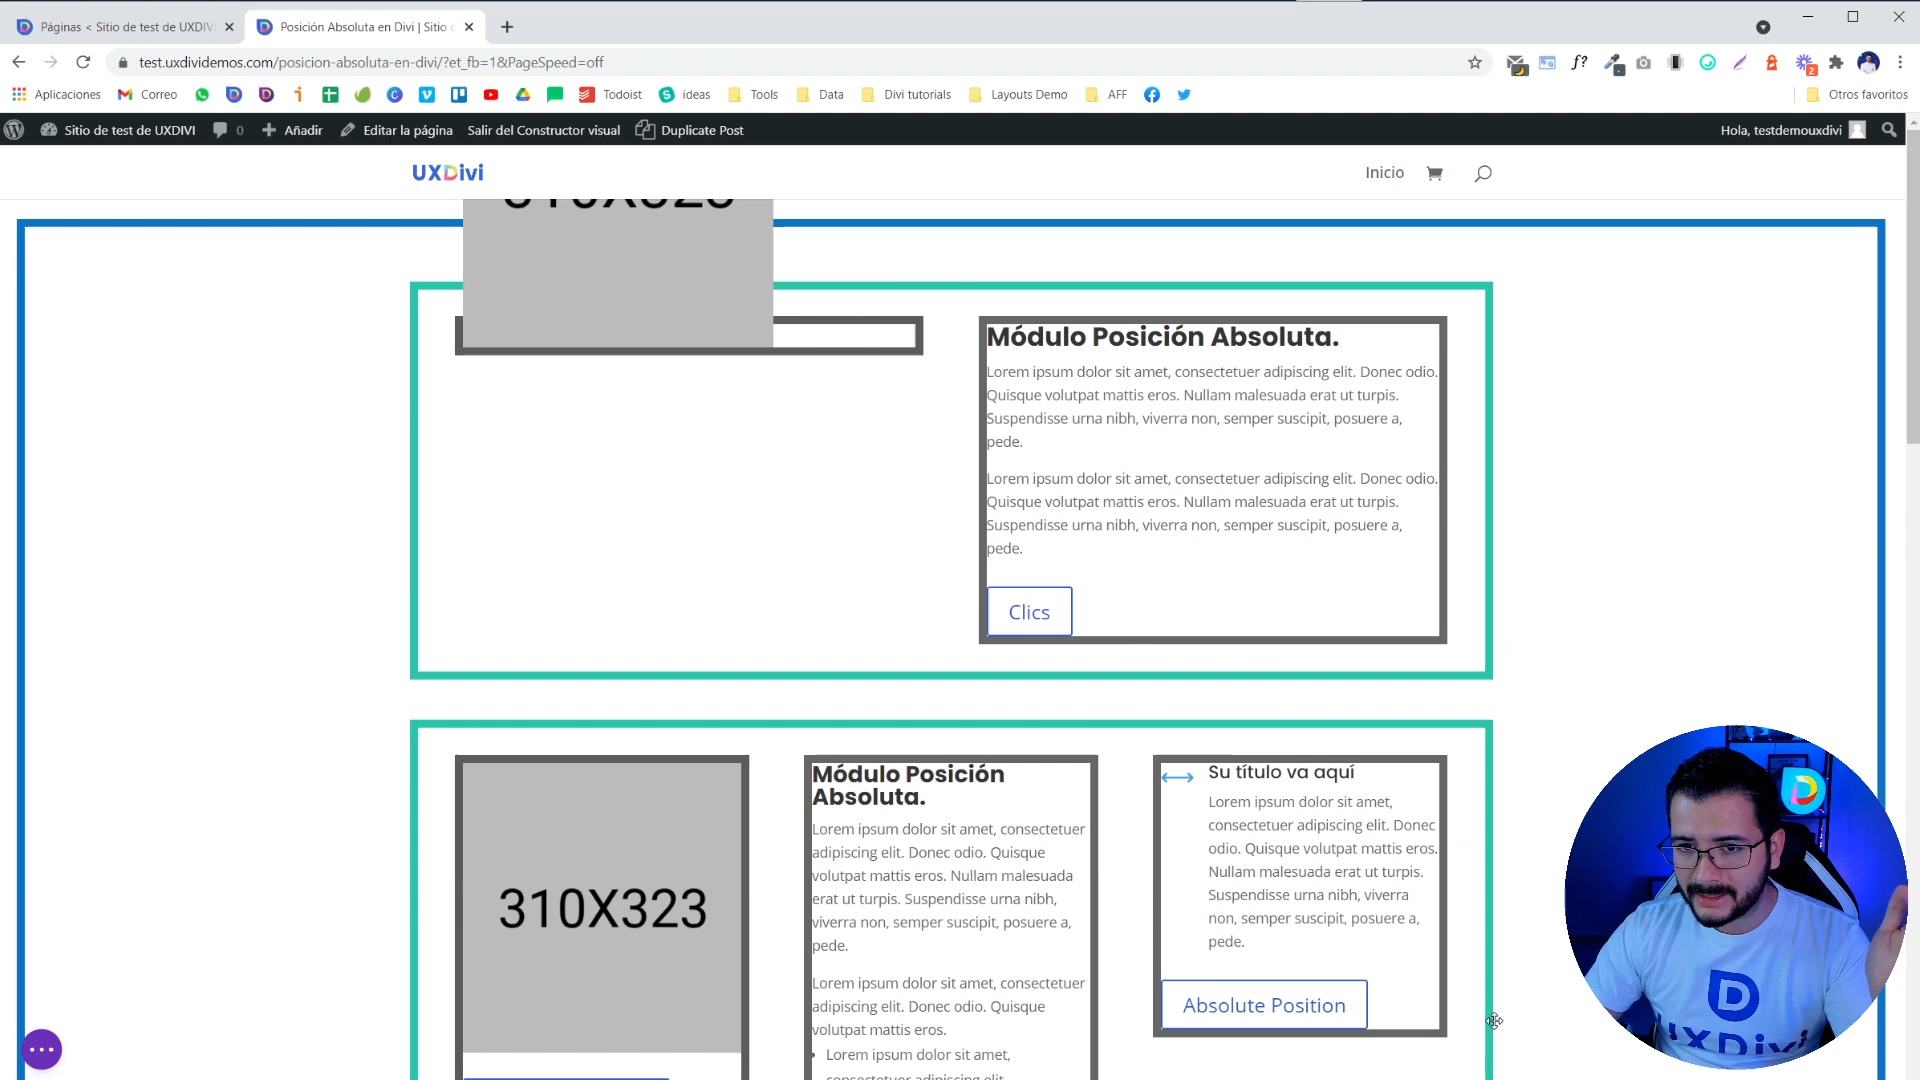 Páginas < Sitio de test de UXDIVI
Posición Absoluta en Divi | Sitio
test.uxdividemos.com/posicion-absoluta-en-divi/?et_fb=1&PageSpeed=off
Aplicaciones
Correo
Todoist
ideas
Tools
Data
Divi tutorials
Layouts Demo
AFF
Otros favoritos
Sitio de test de UXDIVI
0
Añadir
Editar la página
Salir del Constructor visual
Duplicate Post
Hola, testdemouxdivi
UXDivi
Inicio
310X323
Módulo Posición Absoluta.
Lorem ipsum dolor sit amet, consectetuer adipiscing elit. Donec odio.
Quisque volutpat mattis eros. Nullam malesuada erat ut turpis.
Suspendisse urna nibh, viverra non, semper suscipit, posuere a,
pede.
Lorem ipsum dolor sit amet, consectetuer adipiscing elit. Donec odio.
Quisque volutpat mattis eros. Nullam malesuada erat ut turpis.
Suspendisse urna nibh, viverra non, semper suscipit, posuere a,
pede.
Clics
310X323
Módulo Posición
Absoluta.
Lorem ipsum dolor sit amet, consectetuer
adipiscing elit. Donec odio. Quisque
volutpat mattis eros. Nullam malesuada
erat ut turpis. Suspendisse urna nibh,
viverra non, semper suscipit, posuere a,
pede.
Lorem ipsum dolor sit amet, consectetuer
adipiscing elit. Donec odio. Quisque
volutpat mattis eros.
Lorem ipsum dolor sit amet,
consectetuer adipiscing elit.
Su título va aquí
Lorem ipsum dolor sit amet,
consectetuer adipiscing elit. Donec
odio. Quisque volutpat mattis eros.
Nullam malesuada erat ut turpis.
Suspendisse urna nibh, viverra
non, semper suscipit, posuere a,
pede.
Absolute Position
UXDivi